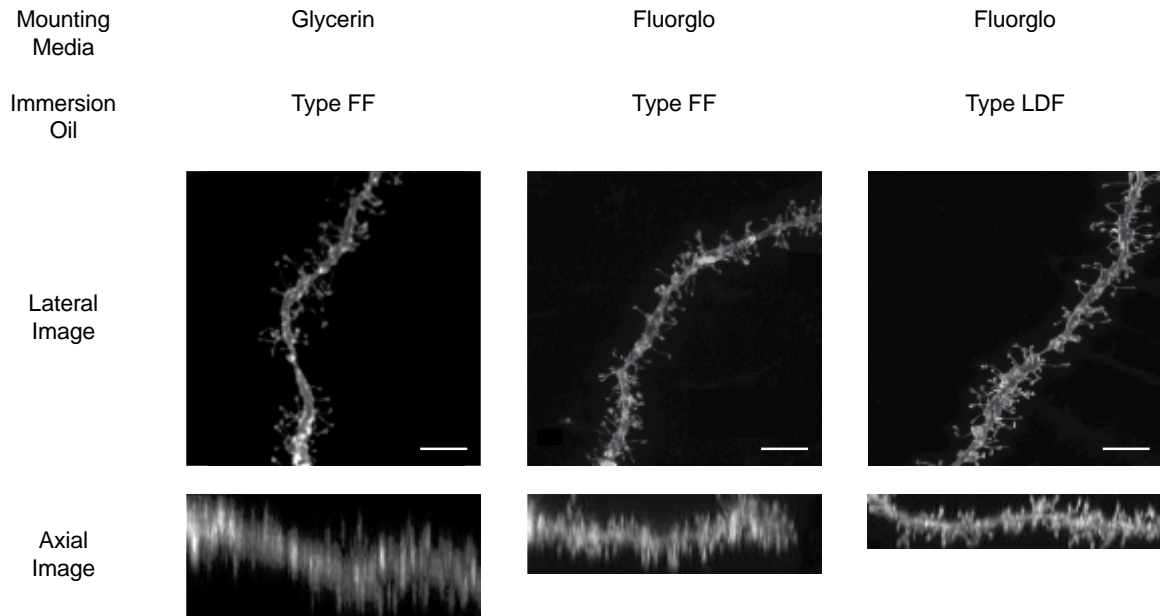 Mounting
Media
Glycerin
Fluorglo
Fluorglo
Immersion
Oil
Type FF
Type FF
Type LDF
Lateral
Image
Axial
Image